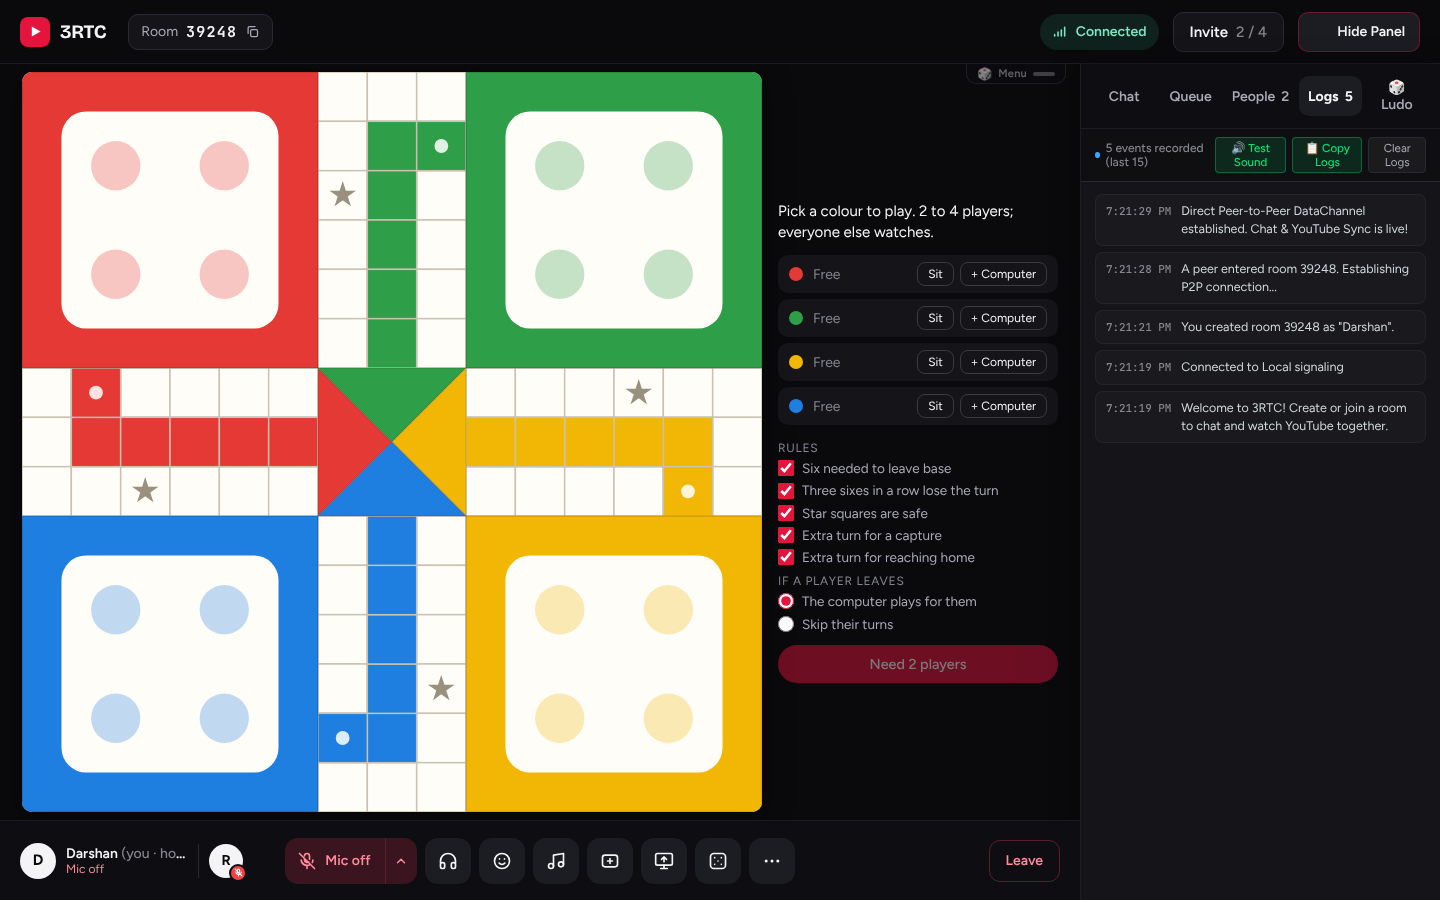 3RTC
Room 39248
Connected
Invite 2 / 4
Hide Panel
Menu
Chat
Queue
People 2
Logs 5
Ludo
5 events recorded
(last 15)
Test
Sound
Copy
Logs
Clear
Logs
7:21:29 PM Direct Peer-to-Peer DataChannel
established. Chat & YouTube Sync is live!
7:21:28 PM A peer entered room 39248. Establishing
P2P connection...
7:21:21 PM You created room 39248 as "Darshan".
7:21:19 PM Connected to Local signaling
7:21:19 PM Welcome to 3RTC! Create or join a room
to chat and watch YouTube together.
Pick a colour to play. 2 to 4 players;
everyone else watches.
Free Sit + Computer
Free Sit + Computer
Free Sit + Computer
Free Sit + Computer
RULES
Six needed to leave base
Three sixes in a row lose the turn
Star squares are safe
Extra turn for a capture
Extra turn for reaching home
IF A PLAYER LEAVES
The computer plays for them
Skip their turns
Need 2 players
D
Darshan (you · ho...
Mic off
R
Mic off
Leave